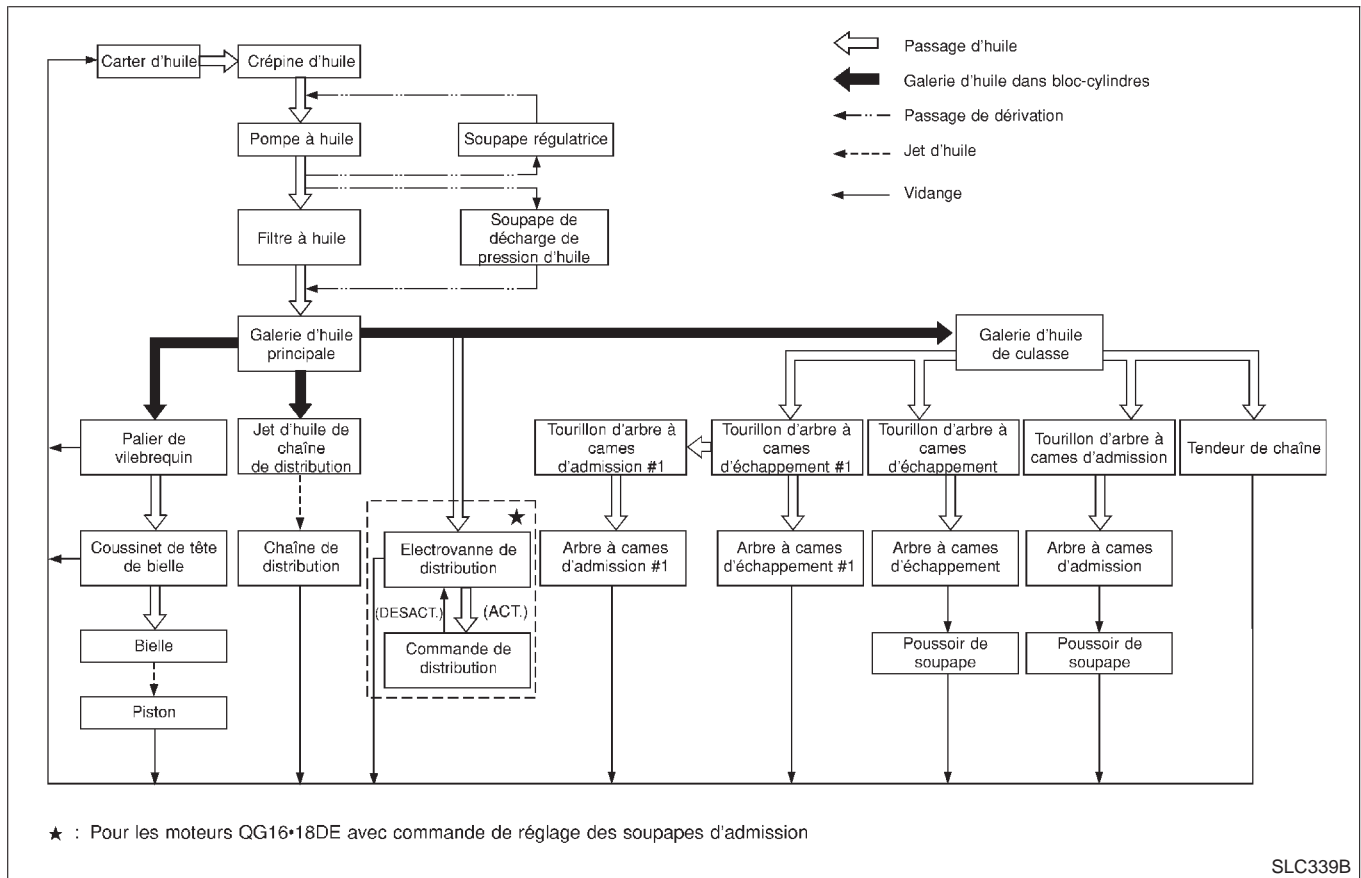 Carter d'huile
Crépine d'huile
Passage d'huile
Galerie d'huile dans bloc-cylindres
Passage de dérivation
Jet d'huile
Vidange
Pompe à huile
Soupape régulatrice
Filtre à huile
Soupape de
décharge de
pression d'huile
Galerie d'huile
principale
Galerie d'huile
de culasse
Palier de
vilebrequin
Jet d'huile de
chaîne
de distribution
Tourillon d'arbre à
cames
d'admission #1
Tourillon d'arbre à
cames
d'échappement #1
Tourillon d'arbre à
cames
d'échappement
Tourillon d'arbre à
cames d'admission
Tendeur de chaîne
★
Coussinet de tête
de bielle
Chaîne de
distribution
Electrovanne de
distribution
Arbre à cames
d'admission #1
Arbre à cames
d'échappement #1
Arbre à cames
d'échappement
Arbre à cames
d'admission
(DESACT.)
(ACT.)
Bielle
Commande de
distribution
Poussoir de
soupape
Poussoir de
soupape
Piston
★ : Pour les moteurs QG16•18DE avec commande de réglage des soupapes d'admission
SLC339B